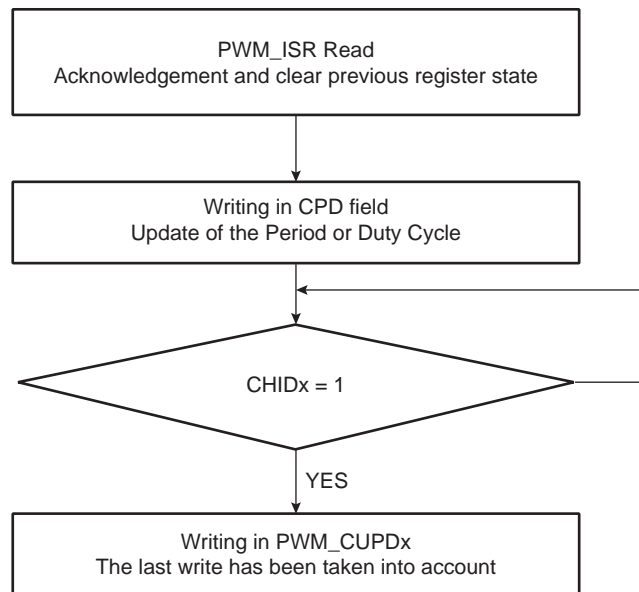 PWM_ISR Read
Acknowledgement and clear previous register state
Writing in CPD field
Update of the Period or Duty Cycle
CHIDx = 1
YES
Writing in PWM_CUPDx
The last write has been taken into account